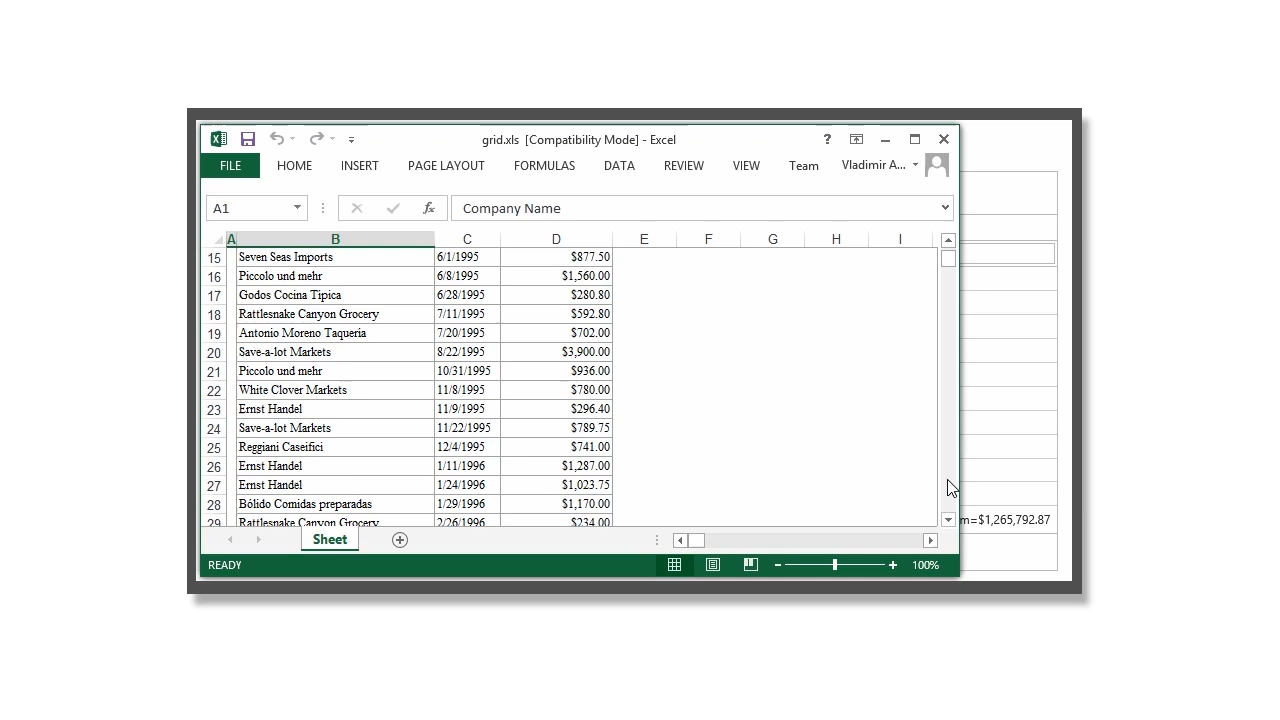 grid.xls [Compatibility Mode] - Excel
?
FILE HOME INSERT PAGE LAYOUT FORMULAS DATA REVIEW VIEW Team Vladimir A...
A1 fx Company Name
A B C D E F G H I
15 Seven Seas Imports 6/1/1995 $877.50
16 Piccolo und mehr 6/8/1995 $1,560.00
17 Godos Cocina Típica 6/28/1995 $280.80
18 Rattlesnake Canyon Grocery 7/11/1995 $592.80
19 Antonio Moreno Taquería 7/20/1995 $702.00
20 Save-a-lot Markets 8/22/1995 $3,900.00
21 Piccolo und mehr 10/31/1995 $936.00
22 White Clover Markets 11/8/1995 $780.00
23 Ernst Handel 11/9/1995 $296.40
24 Save-a-lot Markets 11/22/1995 $789.75
25 Reggiani Caseifici 12/4/1995 $741.00
26 Ernst Handel 1/11/1996 $1,287.00
27 Ernst Handel 1/24/1996 $1,023.75
28 Bólido Comidas preparadas 1/29/1996 $1,170.00
29 Rattlesnake Canyon Grocery 2/26/1996 $234.00
m=$1,265,792.87
Sheet
READY 100%